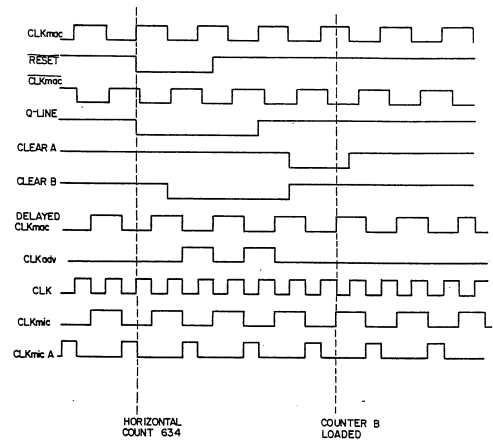 CLKmac
RESET
CLKmac
Q-LINE
CLEAR A
CLEAR B
DELAYED
CLKmac
CLKadv
CLK
CLKmic
CLKmic A
HORIZONTAL
COUNT 634
COUNTER B
LOADED